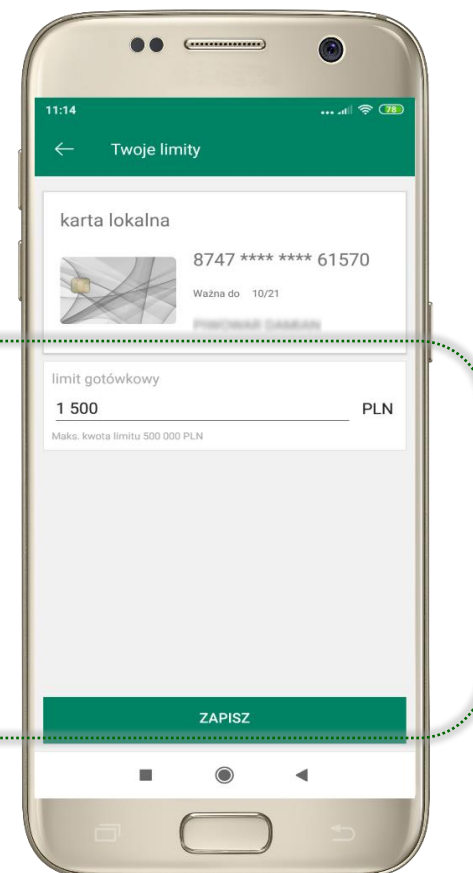 11:14
78
Twoje limity
karta lokalna
8747 **** **** 61570
Ważna do 10/21
limit gotówkowy
1 500 PLN
Maks. kwota limitu 500 000 PLN
ZAPISZ